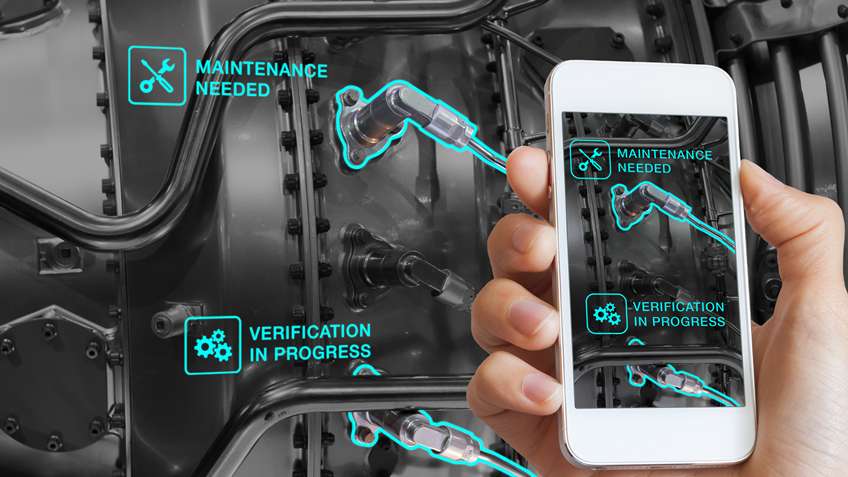 MAINTENANCE
NEEDED
VERIFICATION
IN PROGRESS
MAINTENANCE
NEEDED
VERIFICATION
IN PROGRESS